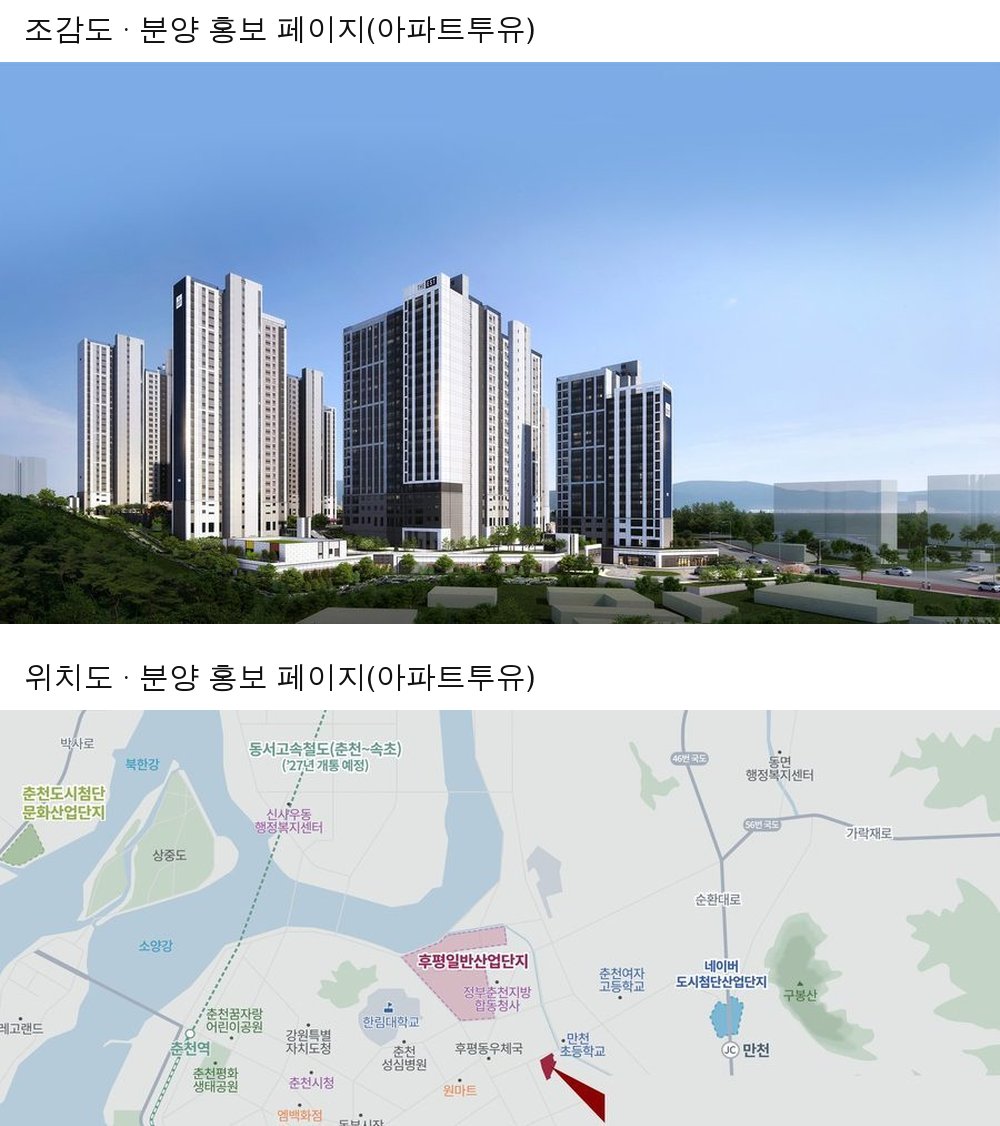 조감도 · 분양 홍보 페이지(아파트투유)
THE EST
위치도 · 분양 홍보 페이지(아파트투유)
박사로
북한강
동서고속철도(춘천~속초)
('27년 개통 예정)
46번 국도
동면
행정복지센터
춘천도시첨단
문화산업단지
신사우동
행정복지센터
56번 국도
가락재로
상중도
순환대로
소양강
후평일반산업단지
네이버
도시첨단산업단지
춘천여자
고등학교
정부춘천지방
합동청사
구봉산
춘천꿈자랑
어린이공원
한림대학교
레고랜드
강원특별
자치도청
춘천역
춘천
성심병원
후평동우체국
만천
초등학교
JC 만천
춘천평화
생태공원
춘천시청
원마트
엠백화점
동부시장